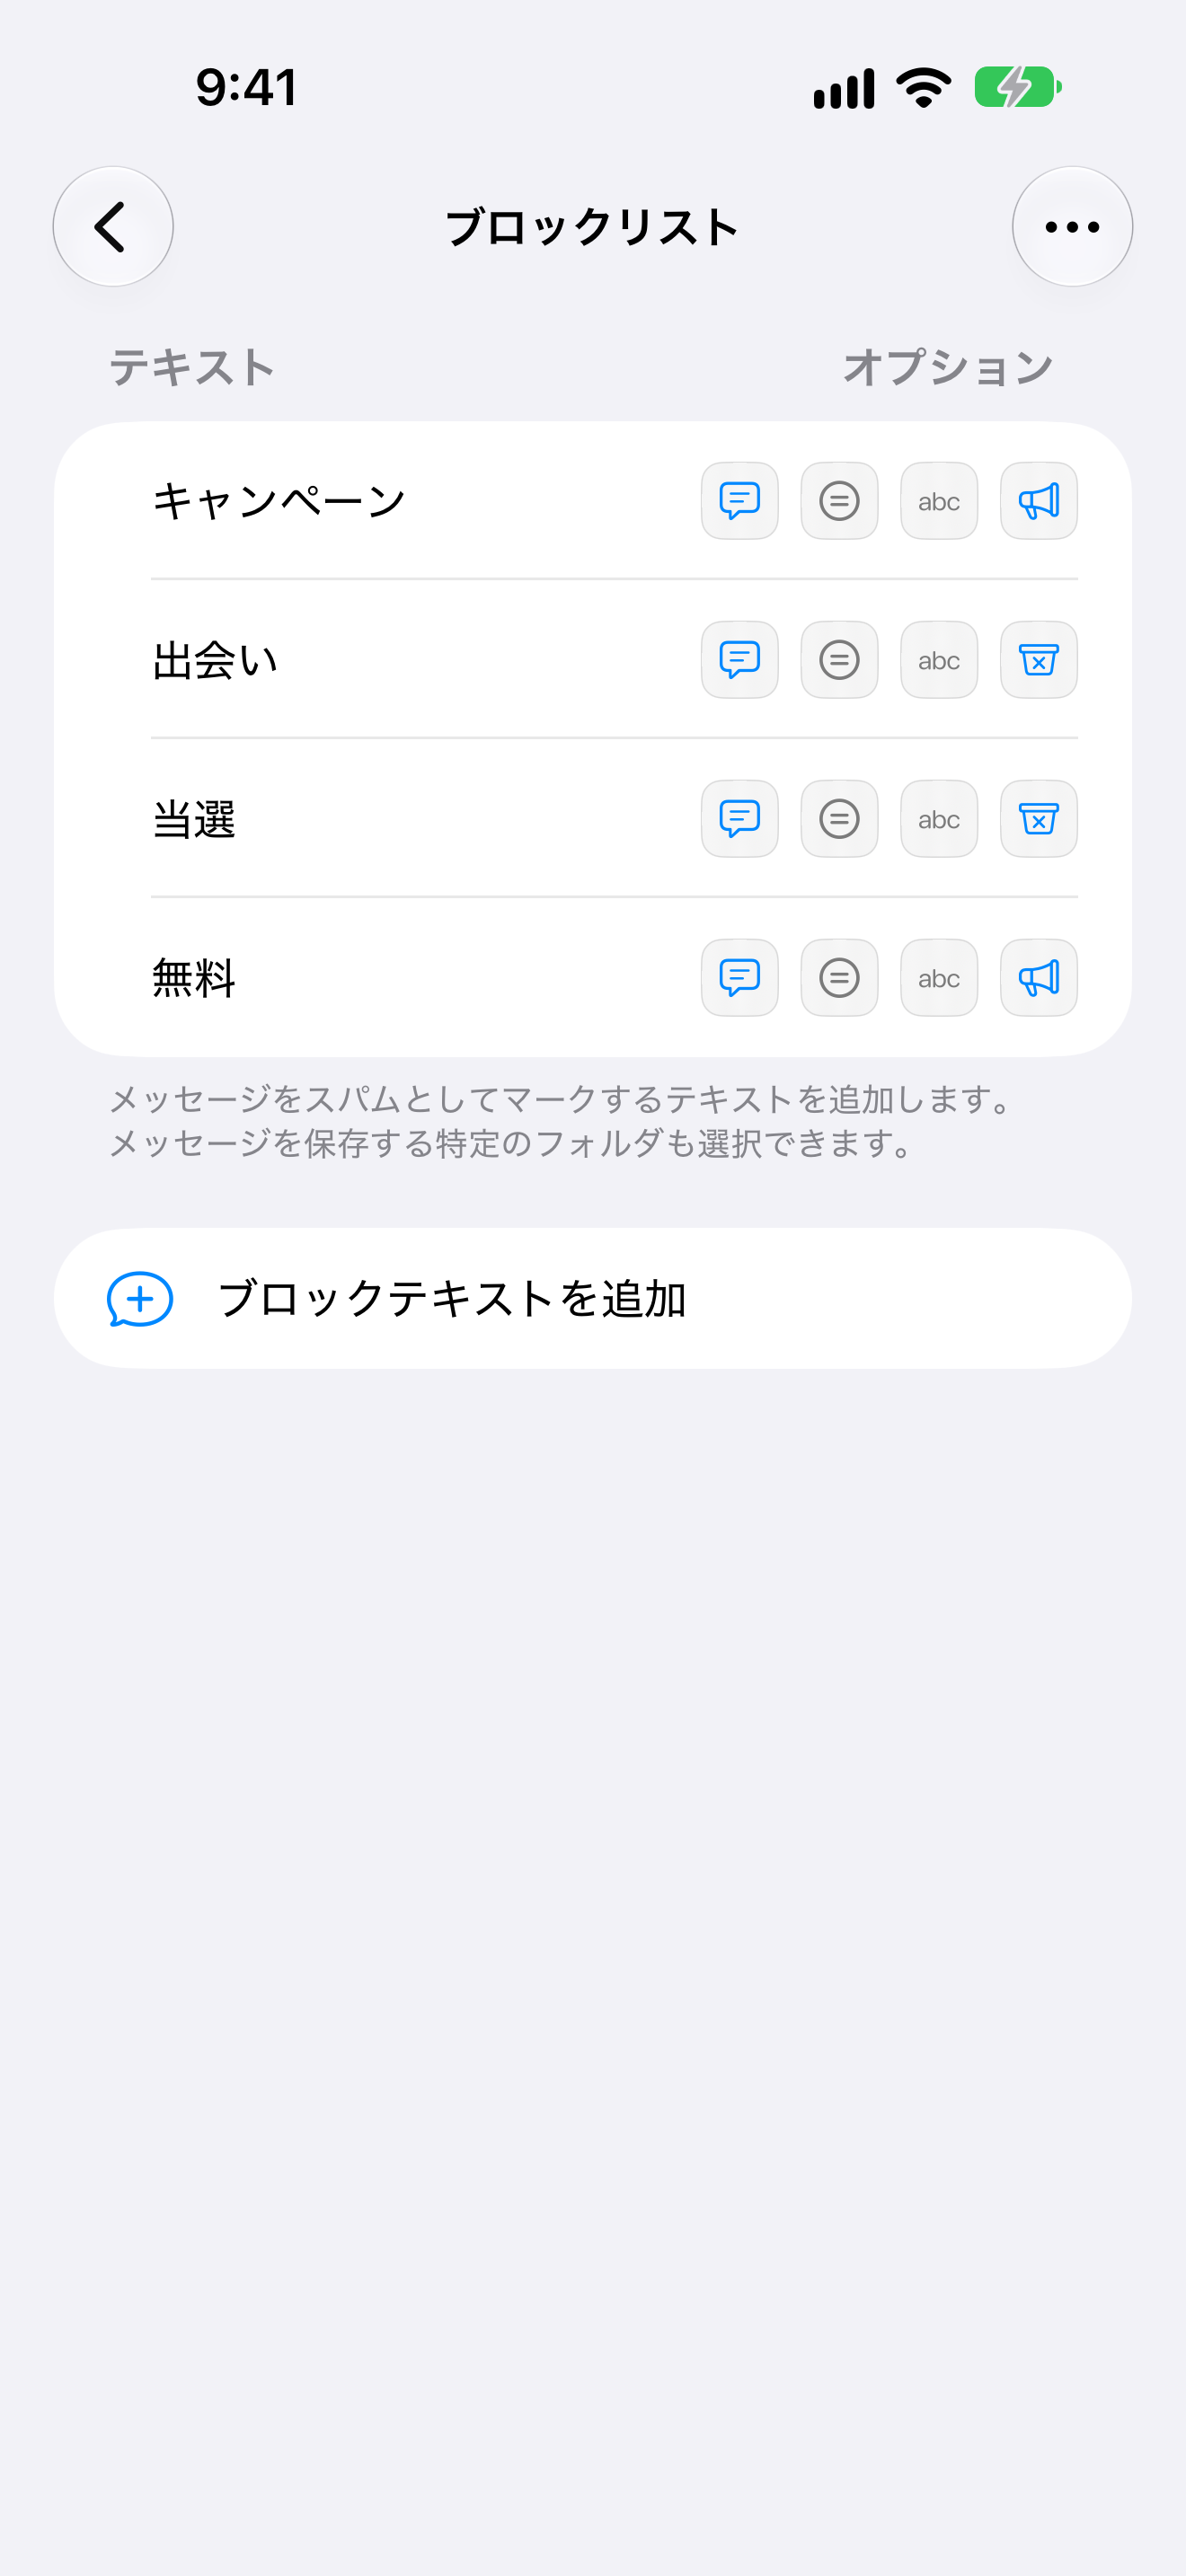 9:41
ブロックリスト
テキスト オプション
キャンペーン abc
出会い abc
当選 abc
無料 abc
メッセージをスパムとしてマークするテキストを追加します。
メッセージを保存する特定のフォルダも選択できます。
ブロックテキストを追加